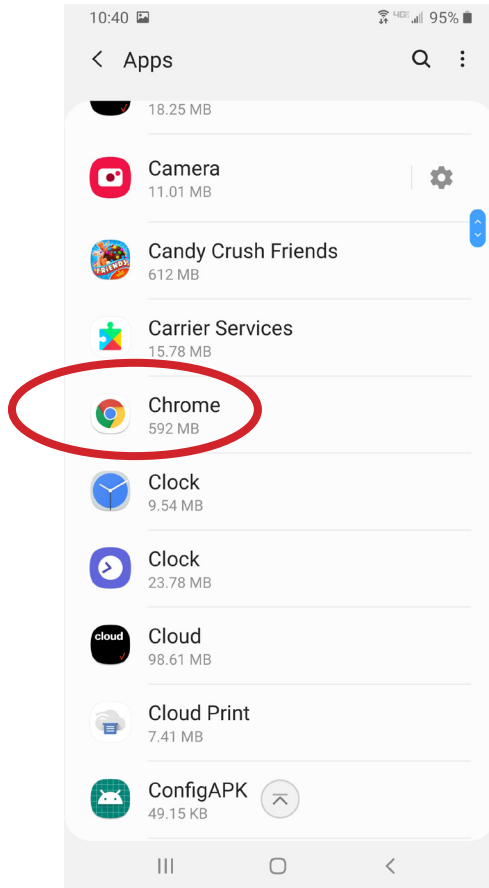 10:40 4GE 95%
Apps
18.25 MB
Camera
11.01 MB
Candy Crush Friends
FRIENDS
612 MB
Carrier Services
15.78 MB
Chrome
592 MB
Clock
9.54 MB
Clock
23.78 MB
cloud
Cloud
98.61 MB
Cloud Print
7.41 MB
ConfigAPK
49.15 KB